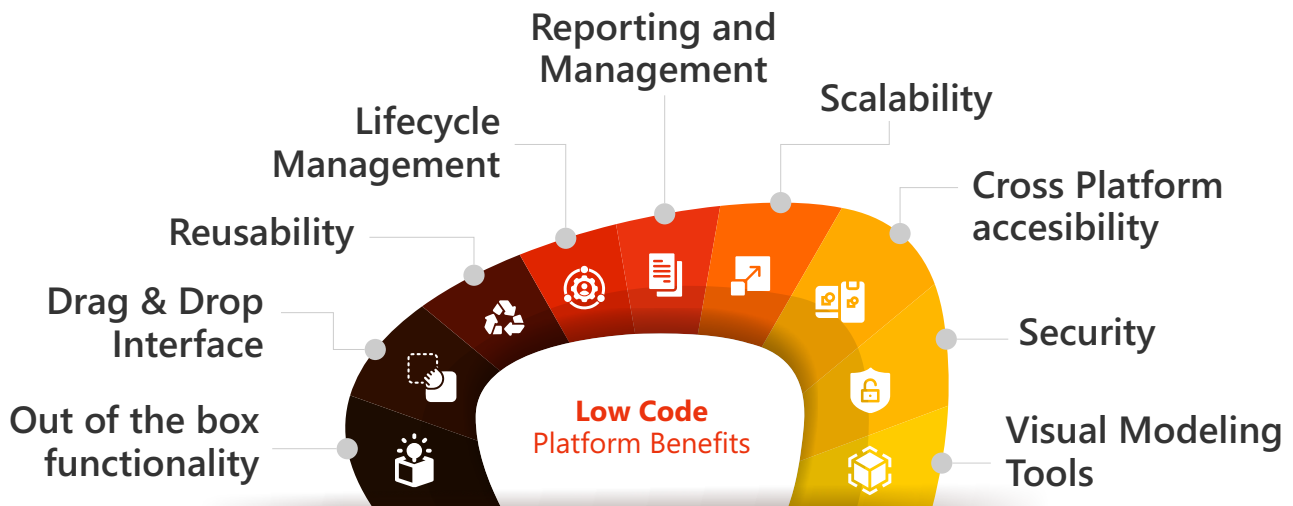 Reporting and
Management
Scalability
Lifecycle
Management
Cross Platform
accesibility
Reusability
Drag & Drop
Interface
Security
Out of the box
functionality
Low Code
Platform Benefits
Visual Modeling
Tools